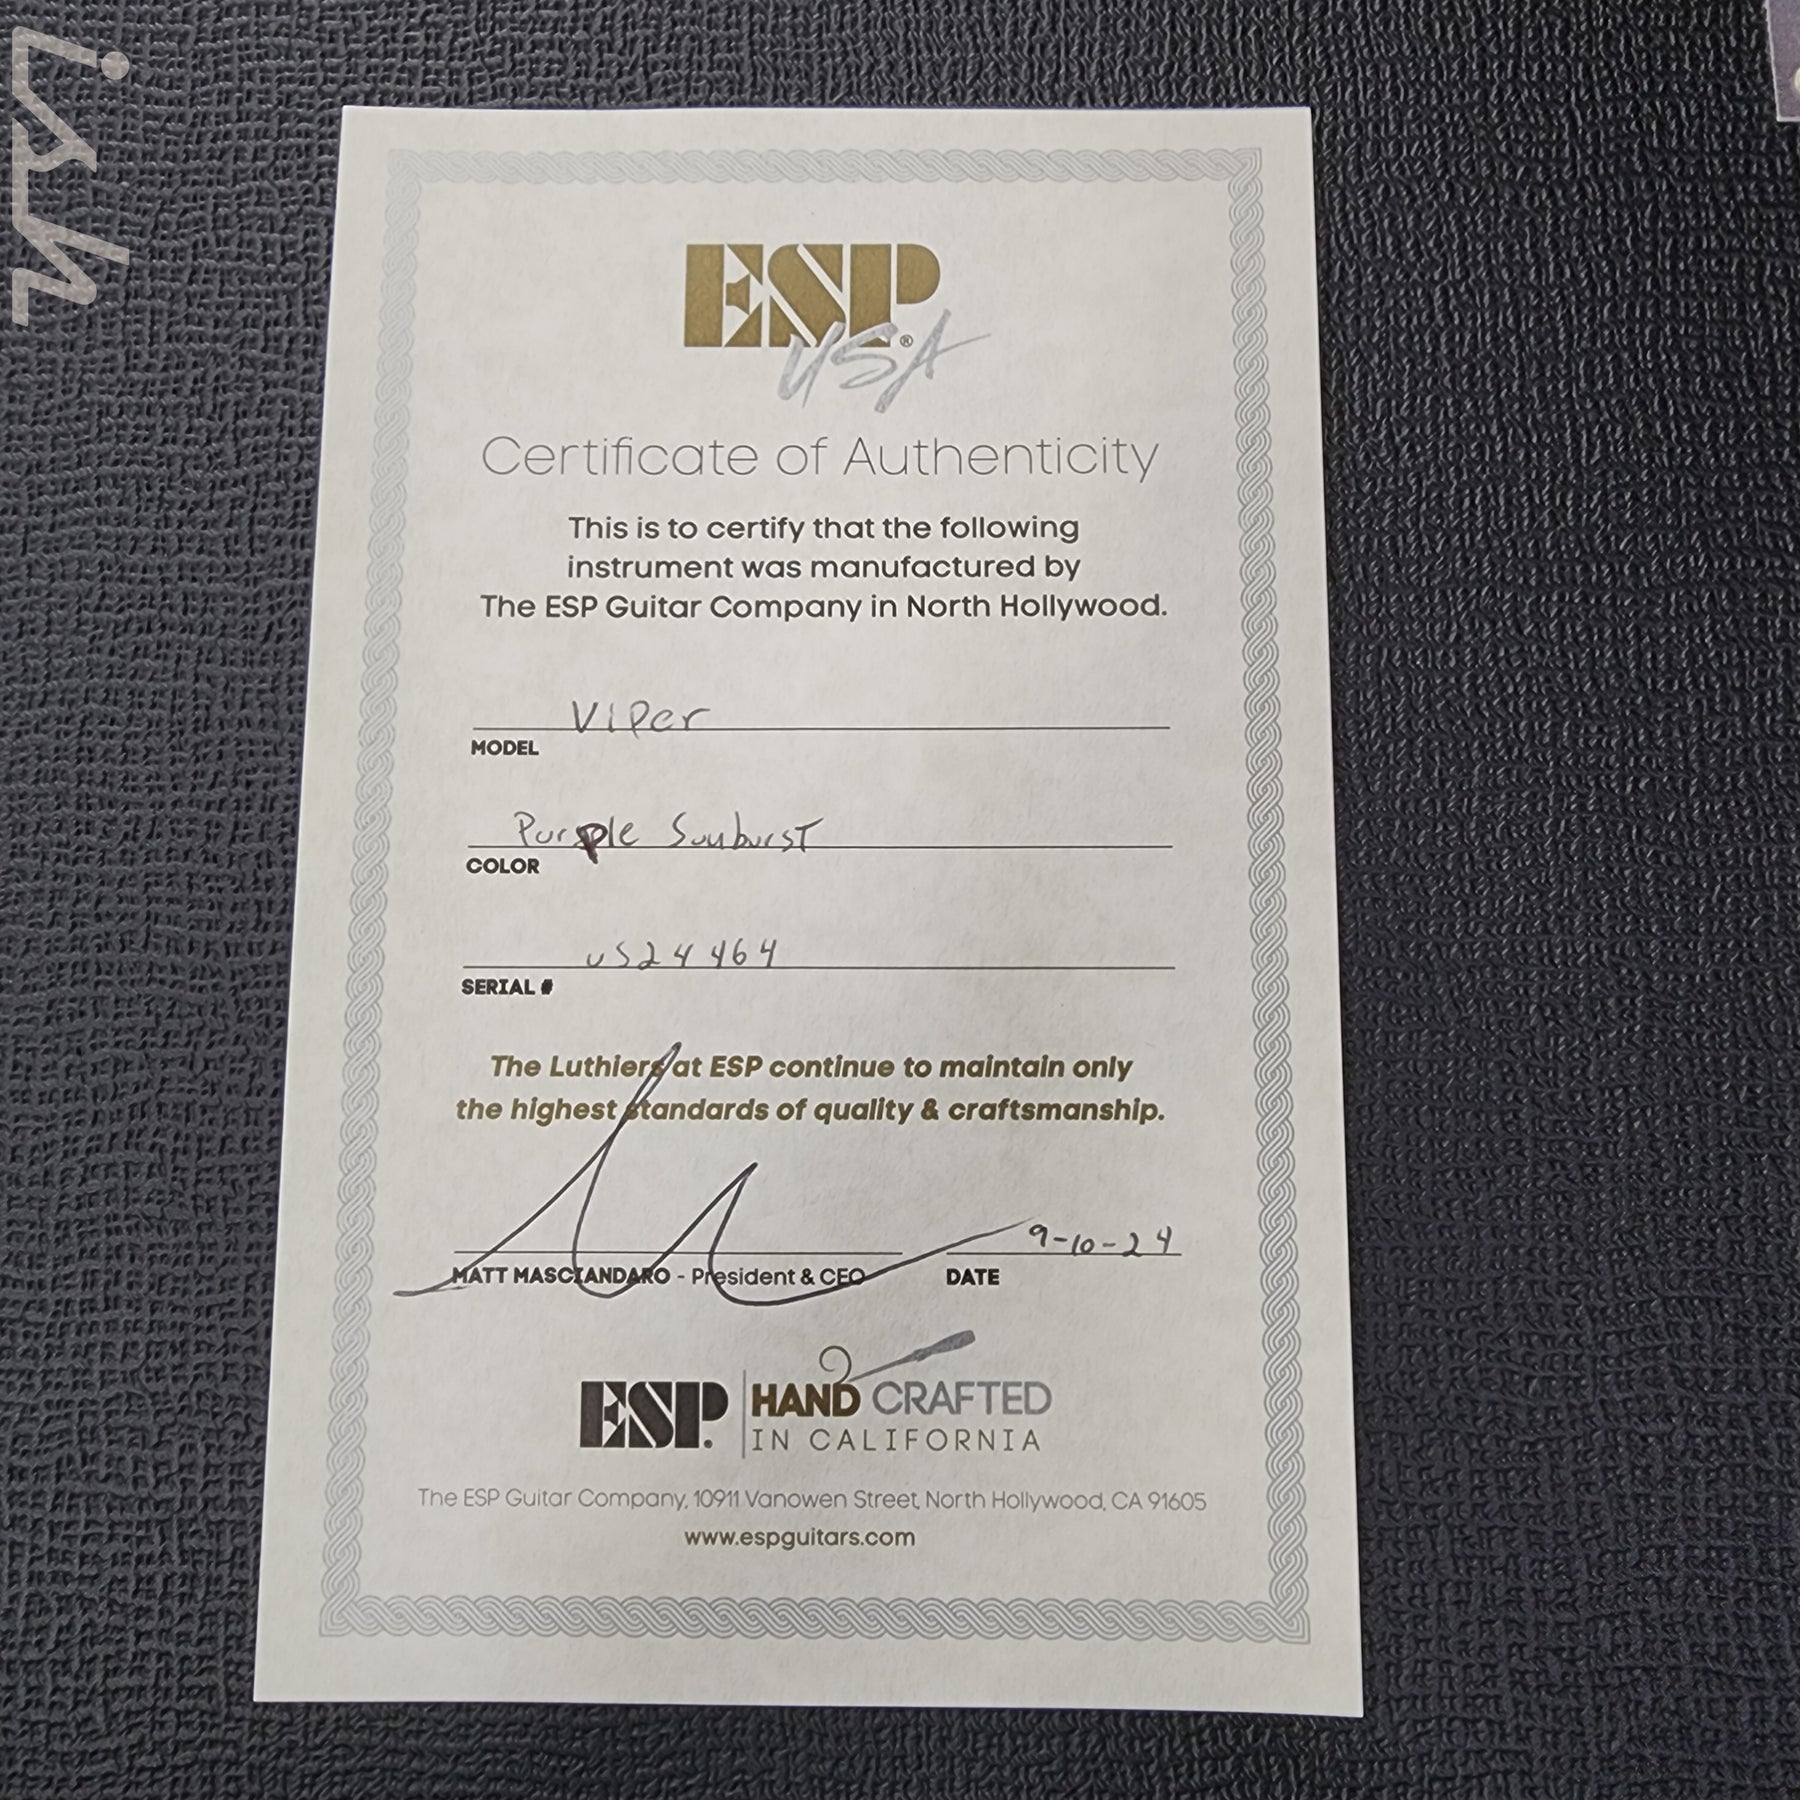 ish
ESP®
USA
Certificate of Authenticity
This is to certify that the following
instrument was manufactured by
The ESP Guitar Company in North Hollywood.
Viper
MODEL
Purple Sunburst
COLOR
US24464
SERIAL #
The Luthiers at ESP continue to maintain only
the highest standards of quality & craftsmanship.
9-10-24
MATT MASCIANDARO - President & CEO DATE
ESP. HAND CRAFTED
IN CALIFORNIA
The ESP Guitar Company, 10911 Vanowen Street, North Hollywood, CA 91605
www.espguitars.com